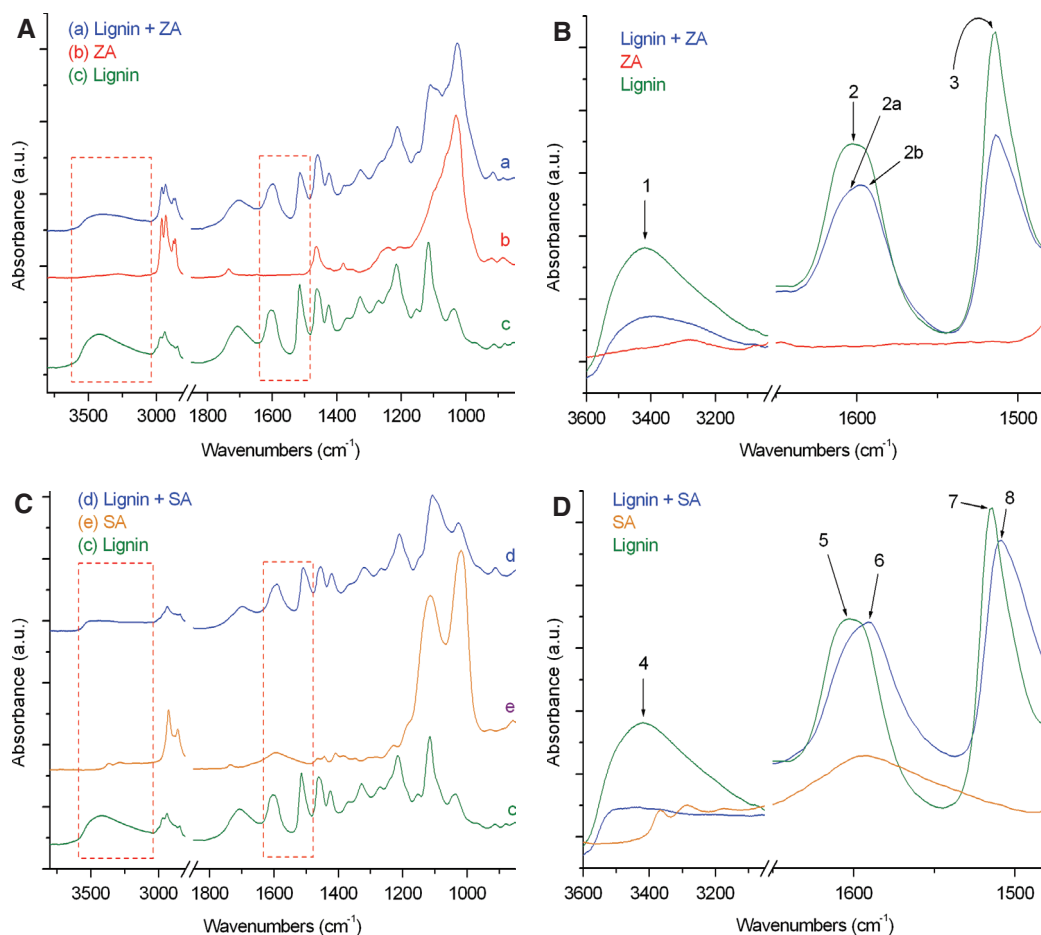 A
(a) Lignin + ZA
(b) ZA
(c) Lignin
a
b
c
Absorbance (a.u.)
3500 3000 1800 1600 1400 1200 1000
Wavenumbers (cm⁻¹)
B
Lignin + ZA
ZA
Lignin
1
2
2a
2b
3
Absorbance (a.u.)
3600 3400 3200 1600 1500
Wavenumbers (cm⁻¹)
C
(d) Lignin + SA
(e) SA
(c) Lignin
d
e
c
Absorbance (a.u.)
3500 3000 1800 1600 1400 1200 1000
Wavenumbers (cm⁻¹)
D
Lignin + SA
SA
Lignin
4
5
6
7
8
Absorbance (a.u.)
3600 3400 3200 1600 1500
Wavenumbers (cm⁻¹)